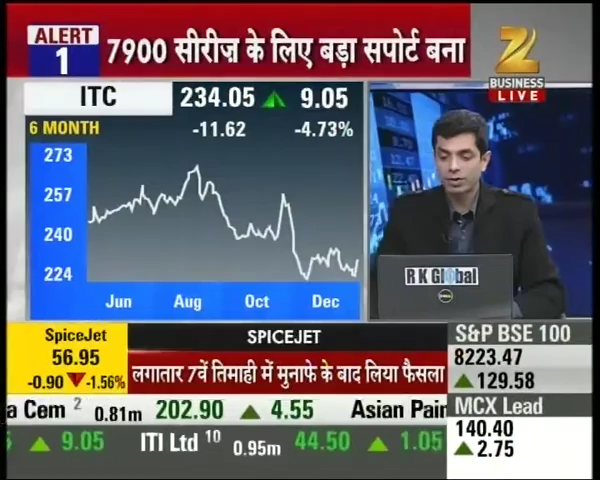 ALERT
1
7900 सीरीज़ के लिए बड़ा सपोर्ट बना
Z
BUSINESS
LIVE
ITC 234.05 9.05
6 MONTH -11.62 -4.73%
273
257
240
224
Jun Aug Oct Dec
RK Global
DELL
SpiceJet
56.95
-0.90 -1.56%
SPICEJET
लगातार 7वें तिमाही में मुनाफे के बाद लिया फैसला
S&P BSE 100
8223.47
129.58
MCX Lead
140.40
2.75
a Cem 2 0.81m 202.90 4.55 Asian Pain
9.05 ITI Ltd 10 0.95m 44.50 1.05